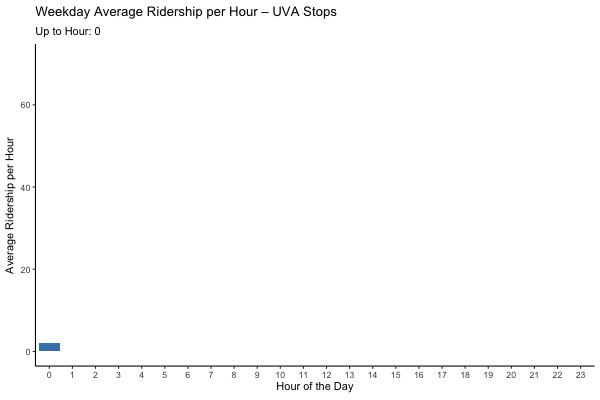 Weekday Average Ridership per Hour – UVA Stops
Up to Hour: 0
Average Ridership per Hour
60
40
20
0
0 1 2 3 4 5 6 7 8 9 10 11 12 13 14 15 16 17 18 19 20 21 22 23
Hour of the Day